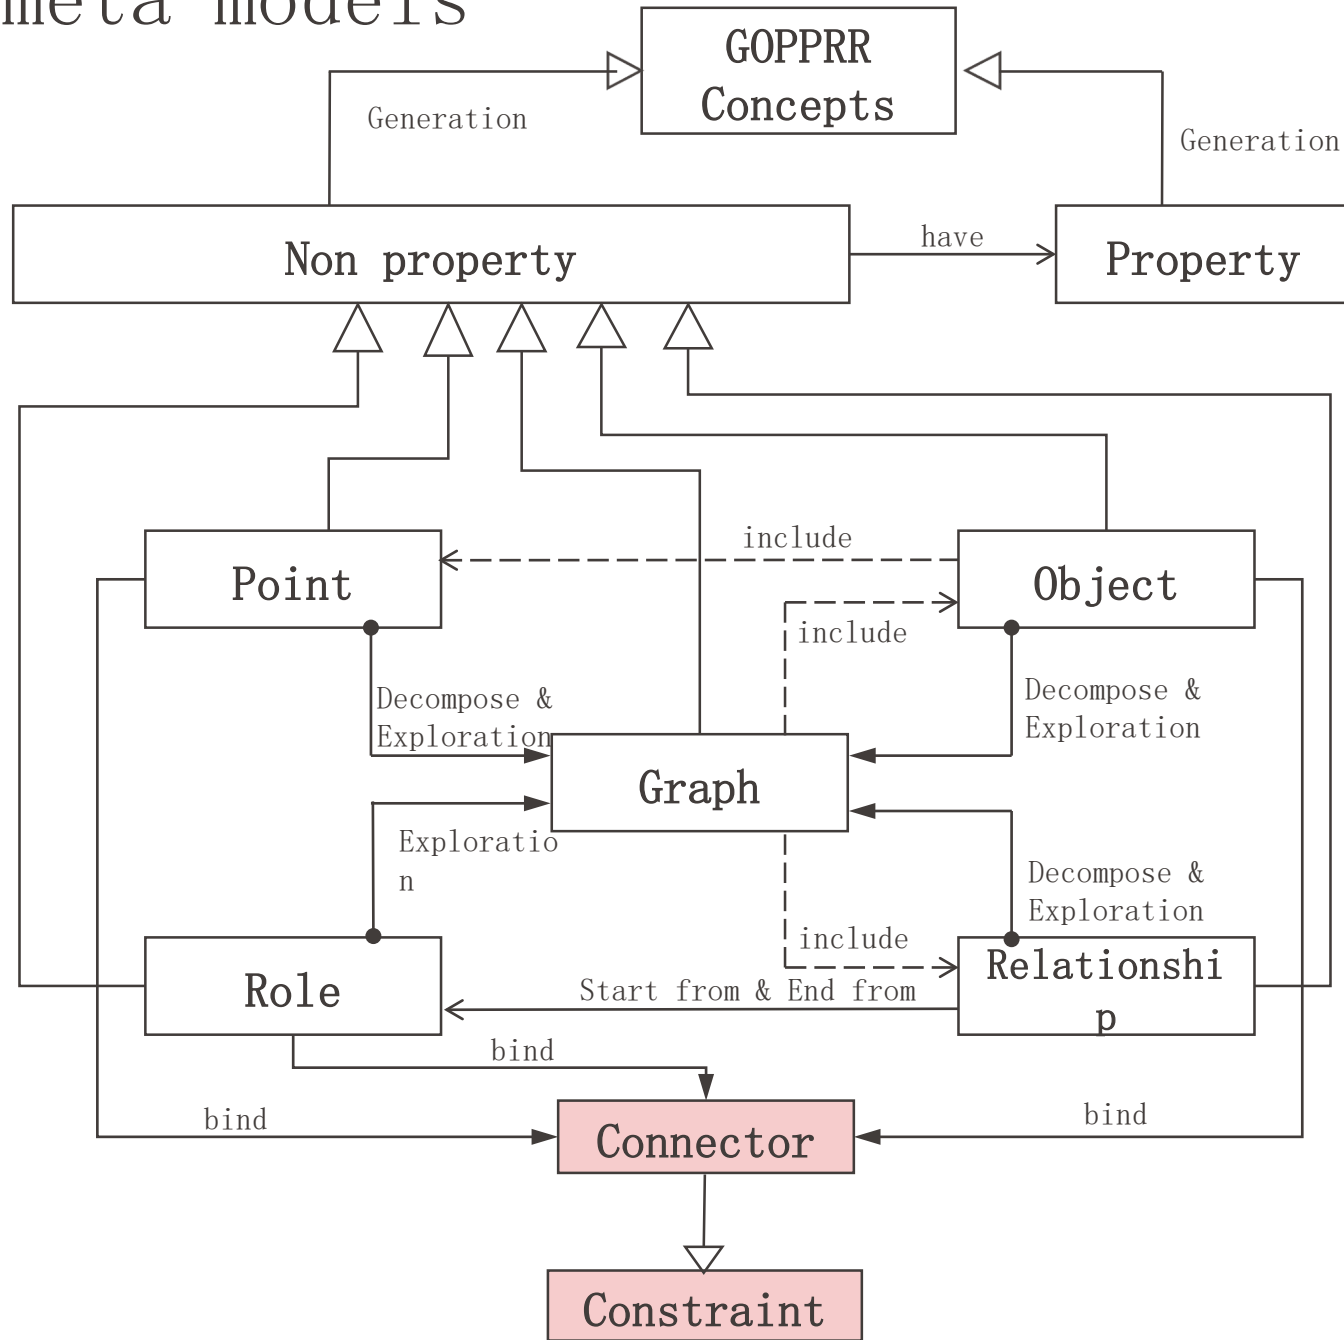 meta models
GOPPRR
Concepts
Generation
Generation
Non property
have
Property
include
Point
Object
include
Decompose &
Exploration
Decompose &
Exploration
Graph
Exploratio
n
Decompose &
Exploration
include
Role
Relationshi
p
Start from & End from
bind
bind
bind
Connector
Constraint